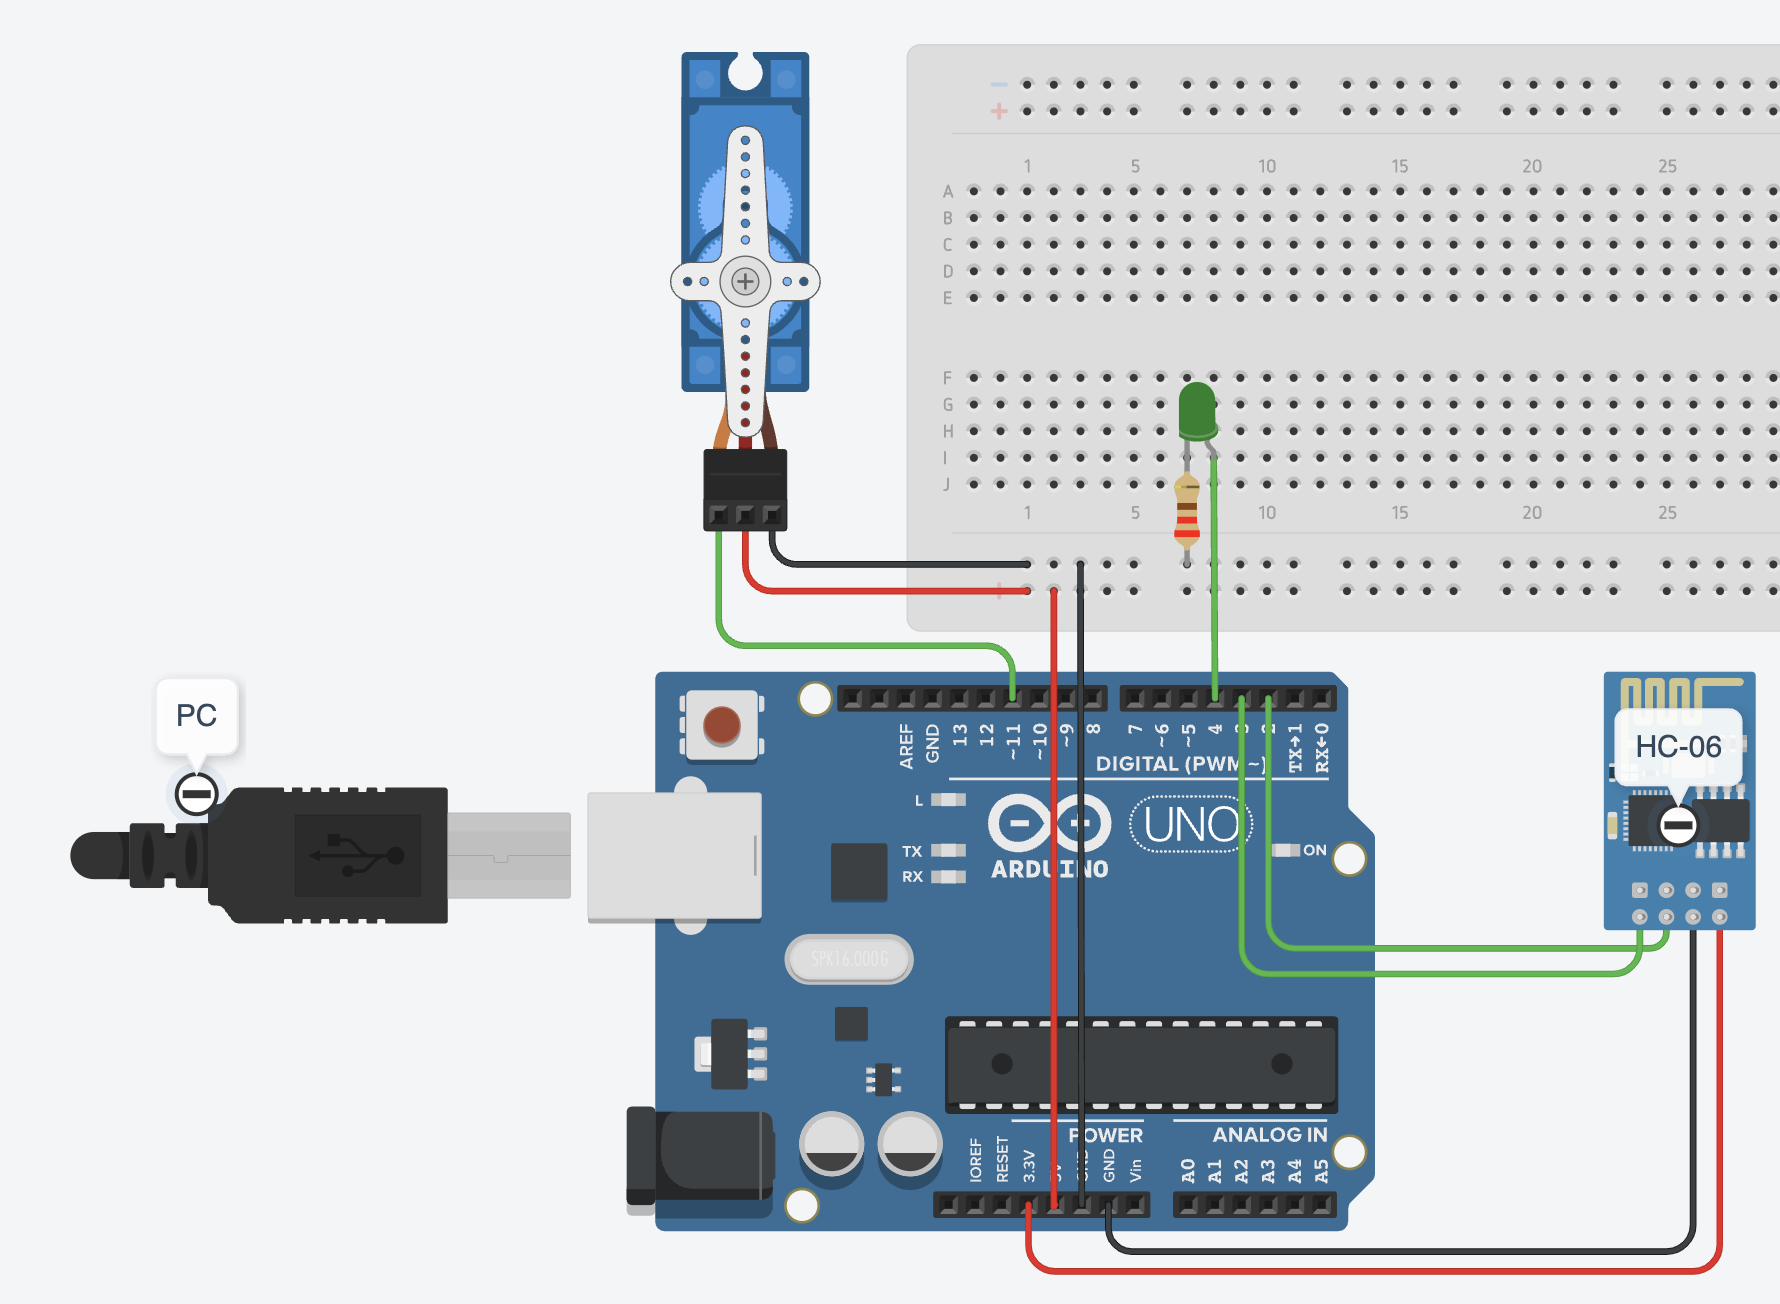 − 
+
1 5 10 15 20 25
A
B
C
D
E
F
G
H
I
J
1 5 10 15 20 25
+
PC
HC-06
AREF GND 13 12 ~11 ~10 ~9 8 7 ~6 ~5 4 3 2 TX→1 RX←0
DIGITAL (PWM ~)
L
TX
RX
ARDUINO
UNO
ON
SPK16.000G
POWER
ANALOG IN
IOREF RESET 3.3V 5V GND GND Vin A0 A1 A2 A3 A4 A5